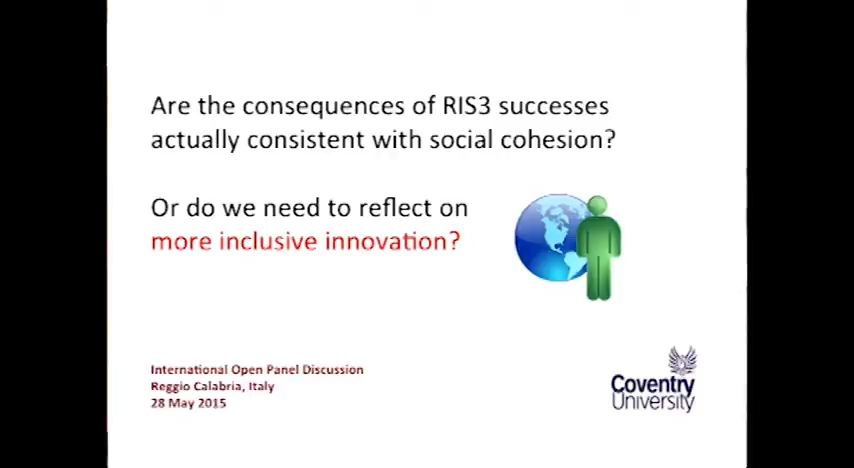 Are the consequences of RIS3 successes
actually consistent with social cohesion?
Or do we need to reflect on
more inclusive innovation?
International Open Panel Discussion
Reggio Calabria, Italy
28 May 2015
Coventry
University